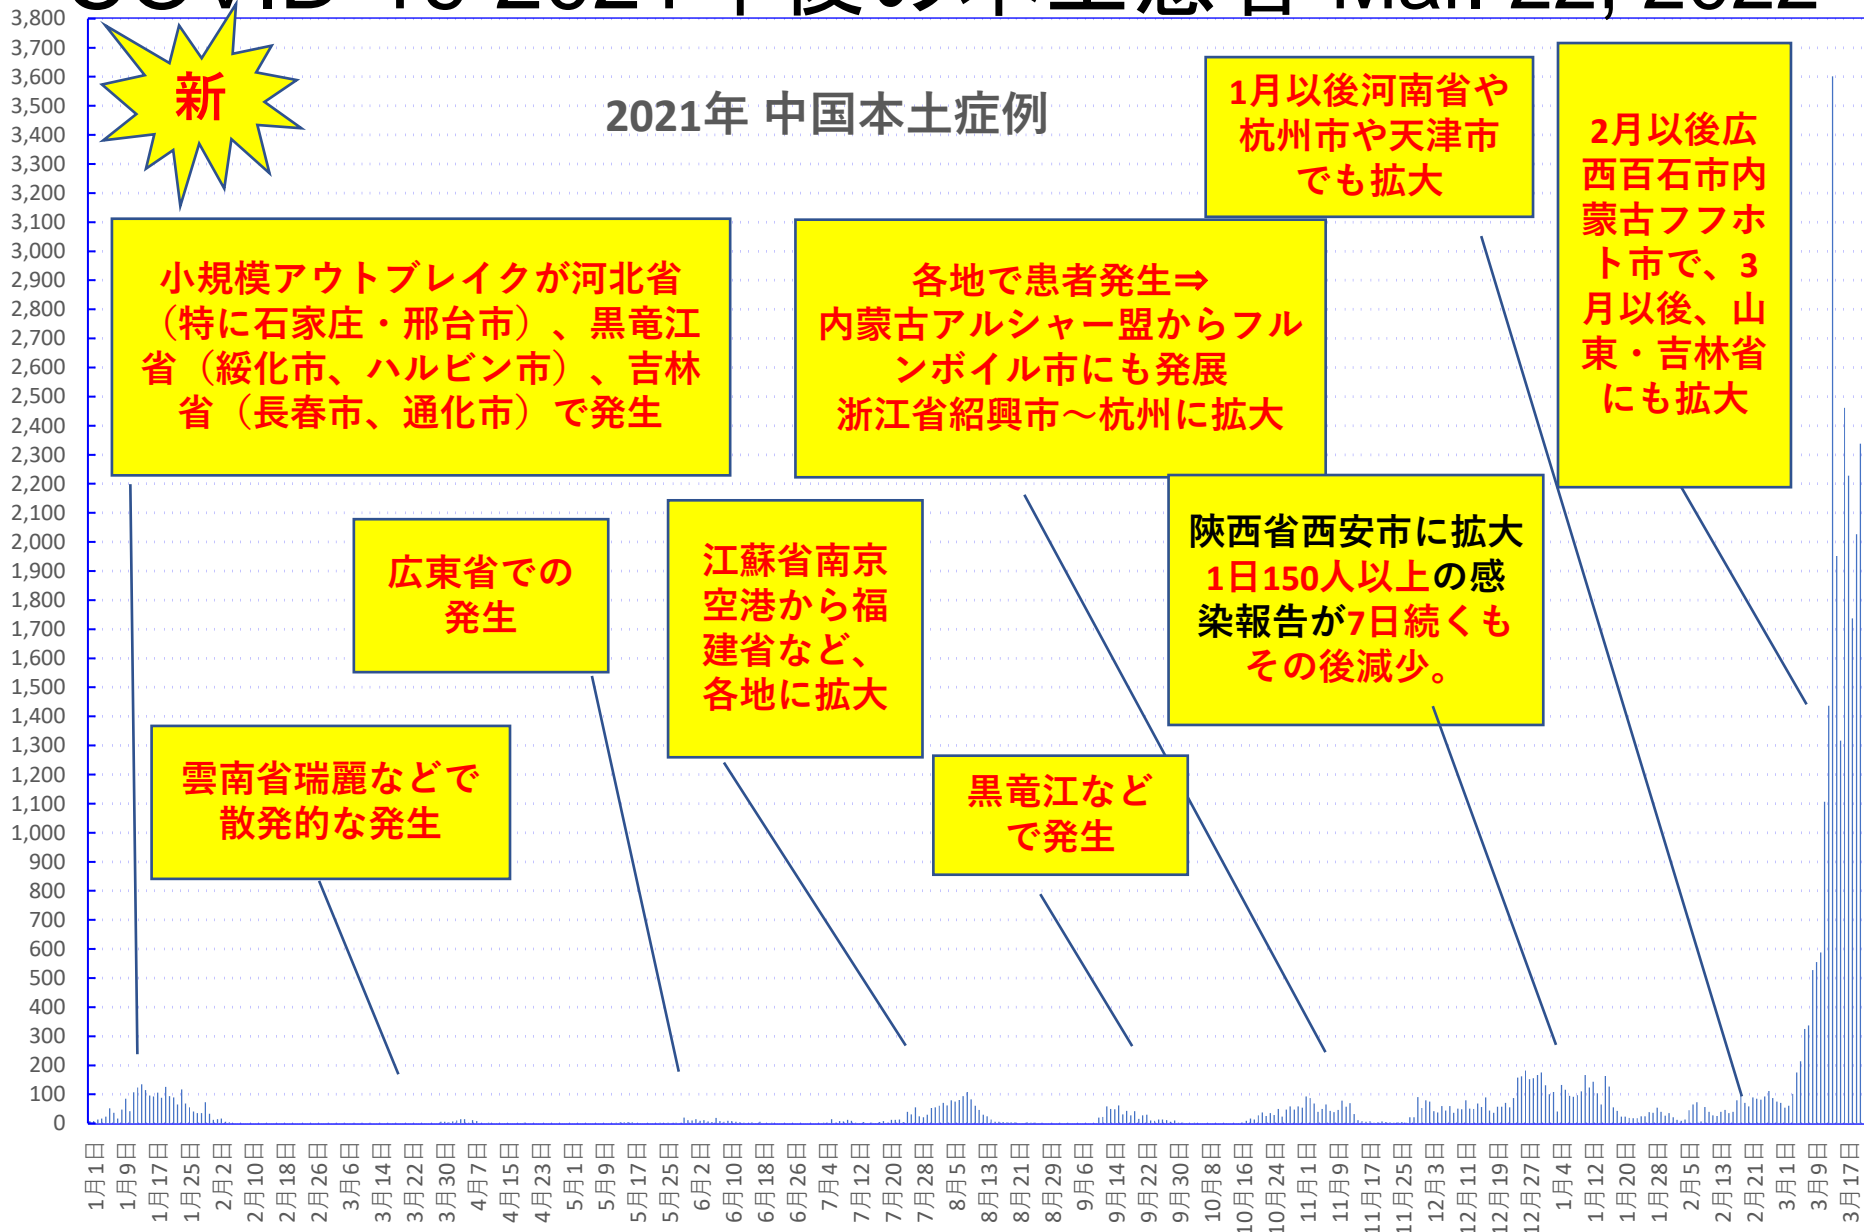 COVID-19 2021年後の本土患者 Mar. 22, 2022
新
2021年 中国本土症例
1月以後河南省や
杭州市や天津市
でも拡大
2月以後広
西百石市内
蒙古フフホ
ト市で、3
月以後、山
東・吉林省
にも拡大
小規模アウトブレイクが河北省
（特に石家庄・邢台市）、黒竜江
省（綏化市、ハルビン市）、吉林
省（長春市、通化市）で発生
各地で患者発生⇒
内蒙古アルシャー盟からフル
ンボイル市にも発展
浙江省紹興市～杭州に拡大
陝西省西安市に拡大
1日150人以上の感
染報告が7日続くも
その後減少。
広東省での
発生
江蘇省南京
空港から福
建省など、
各地に拡大
雲南省瑞麗などで
散発的な発生
黒竜江など
で発生
3,800
3,700
3,600
3,500
3,400
3,300
3,200
3,100
3,000
2,900
2,800
2,700
2,600
2,500
2,400
2,300
2,200
2,100
2,000
1,900
1,800
1,700
1,600
1,500
1,400
1,300
1,200
1,100
1,000
900
800
700
600
500
400
300
200
100
0
1月1日
1月9日
1月17日
1月25日
2月2日
2月10日
2月18日
2月26日
3月6日
3月14日
3月22日
3月30日
4月7日
4月15日
4月23日
5月1日
5月9日
5月17日
5月25日
6月2日
6月10日
6月18日
6月26日
7月4日
7月12日
7月20日
7月28日
8月5日
8月13日
8月21日
8月29日
9月6日
9月14日
9月22日
9月30日
10月8日
10月16日
10月24日
11月1日
11月9日
11月17日
11月25日
12月3日
12月11日
12月19日
12月27日
1月4日
1月12日
1月20日
1月28日
2月5日
2月13日
2月21日
3月1日
3月9日
3月17日